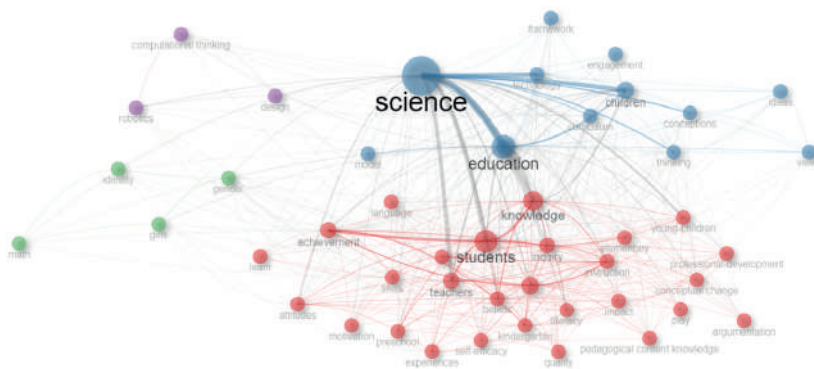 framework
computational thinking
engagement
science
children
ideas
robotics
design
conceptions
curriculum
model
education
thinking
identity
gender
language
knowledge
young-children
math
girls
achievement
students
inquiry
instruction
learn
professional-development
skills
teachers
conceptual change
attitudes
beliefs
literacy
impact
play
motivation
preschool
kindergarten
argumentation
experiences
self-efficacy
quality
pedagogical content knowledge